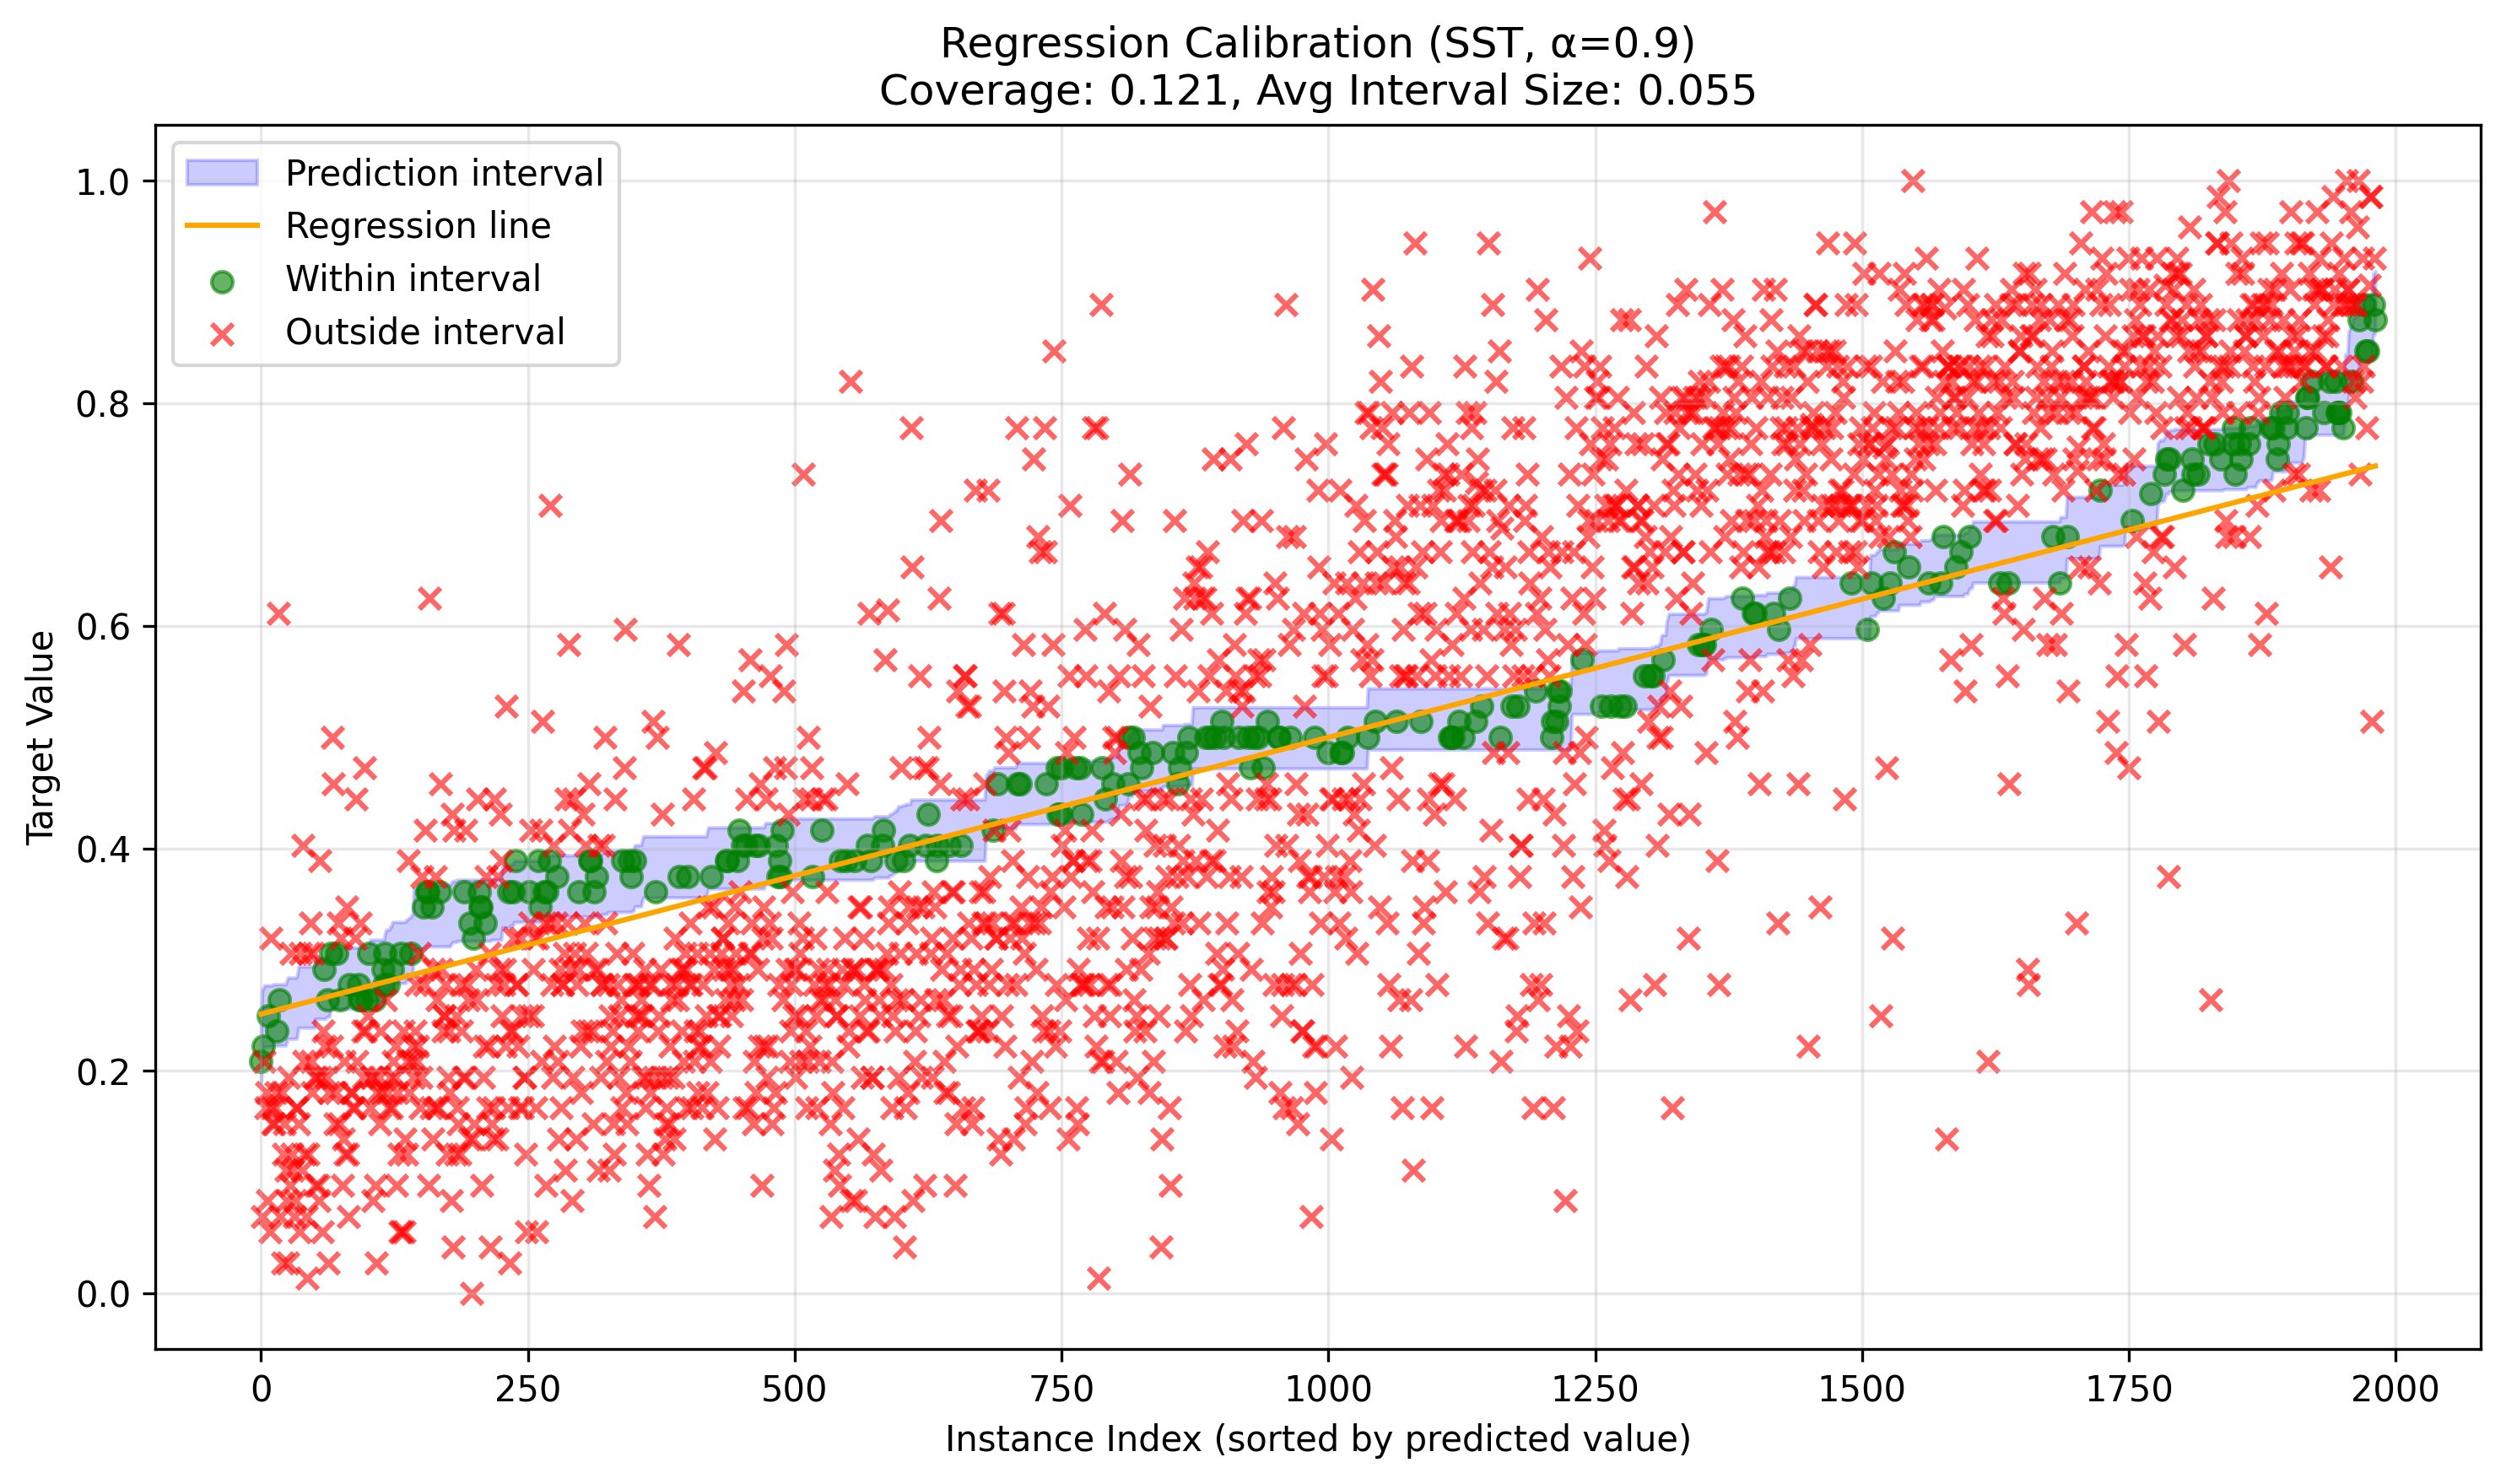 Regression Calibration (SST, α=0.9)
Coverage: 0.121, Avg Interval Size: 0.055
Prediction interval
Regression line
Within interval
Outside interval
Target Value
1.0
0.8
0.6
0.4
0.2
0.0
0 250 500 750 1000 1250 1500 1750 2000
Instance Index (sorted by predicted value)